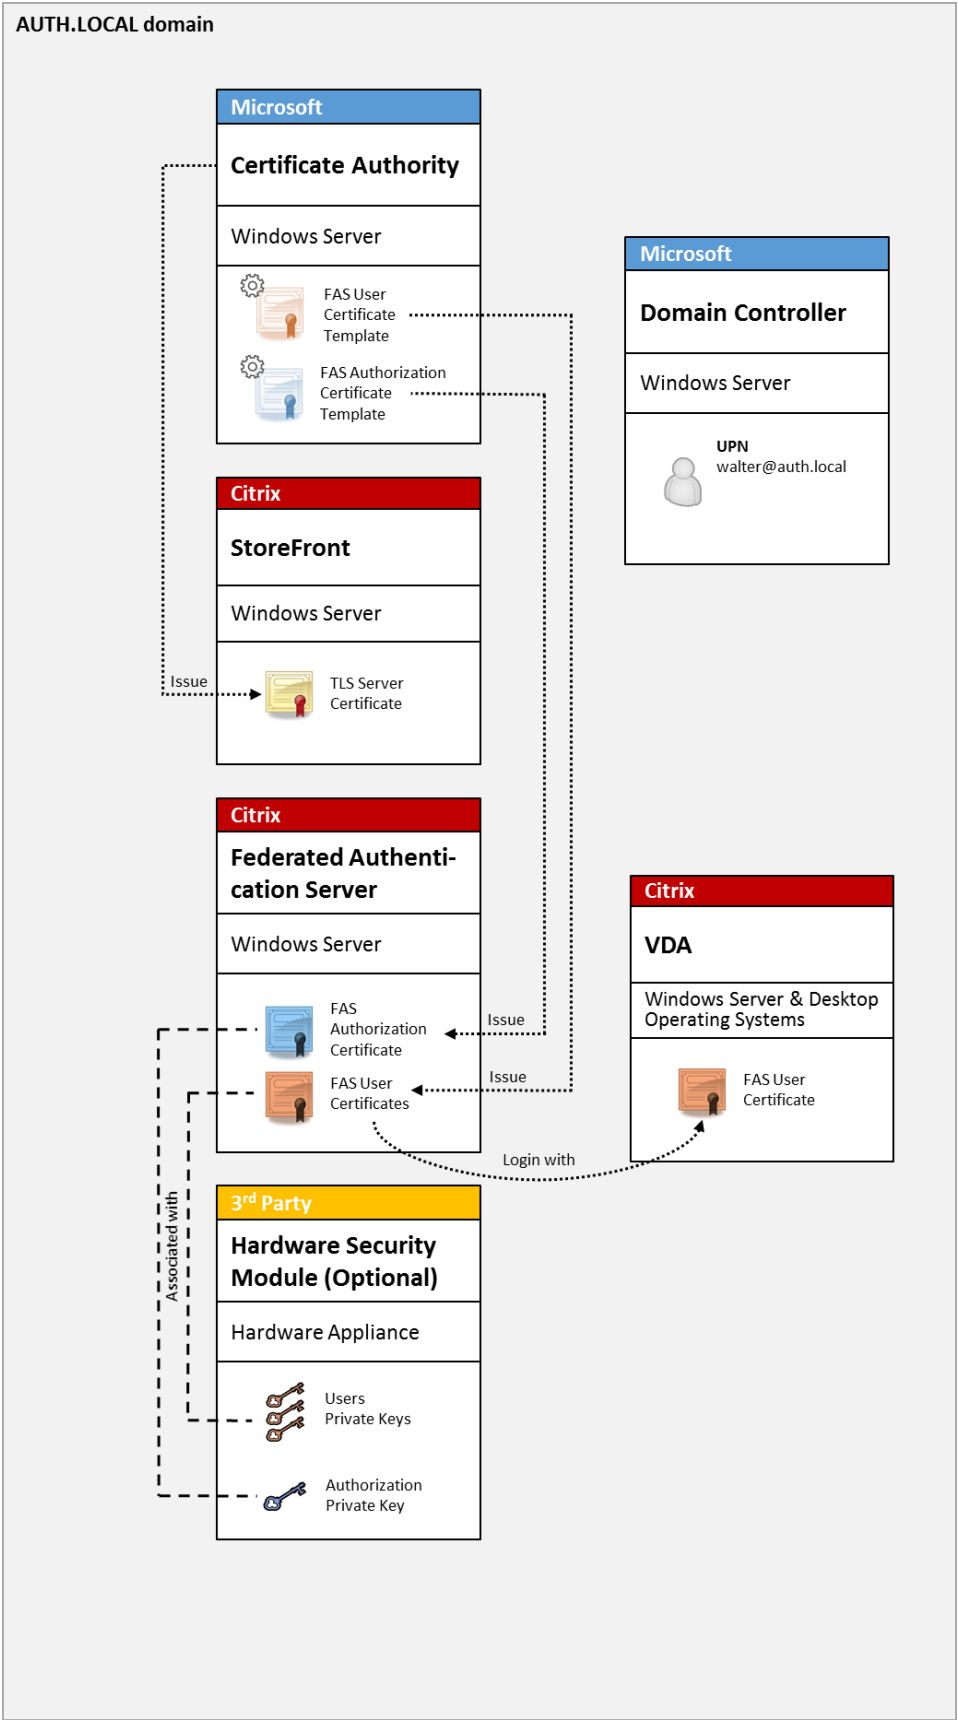 AUTH.LOCAL domain
Microsoft
Certificate Authority
Windows Server
FAS User
Certificate
Template
FAS Authorization
Certificate
Template
Microsoft
Domain Controller
Windows Server
UPN
walter@auth.local
Citrix
StoreFront
Windows Server
Issue
TLS Server
Certificate
Citrix
Federated Authenti-
cation Server
Windows Server
FAS
Authorization
Certificate
Issue
FAS User
Certificates
Issue
Citrix
VDA
Windows Server & Desktop
Operating Systems
FAS User
Certificate
Login with
Associated with
3rd Party
Hardware Security
Module (Optional)
Hardware Appliance
Users
Private Keys
Authorization
Private Key